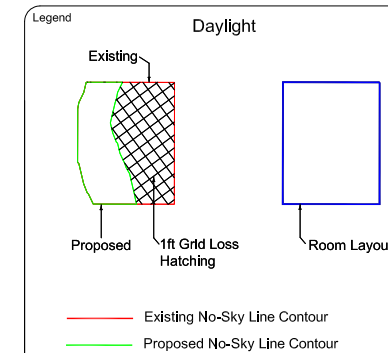 Legend
Daylight
Existing
Proposed
1ft Grid Loss
Hatching
Room Layou
Existing No-Sky Line Contour
Proposed No-Sky Line Contour